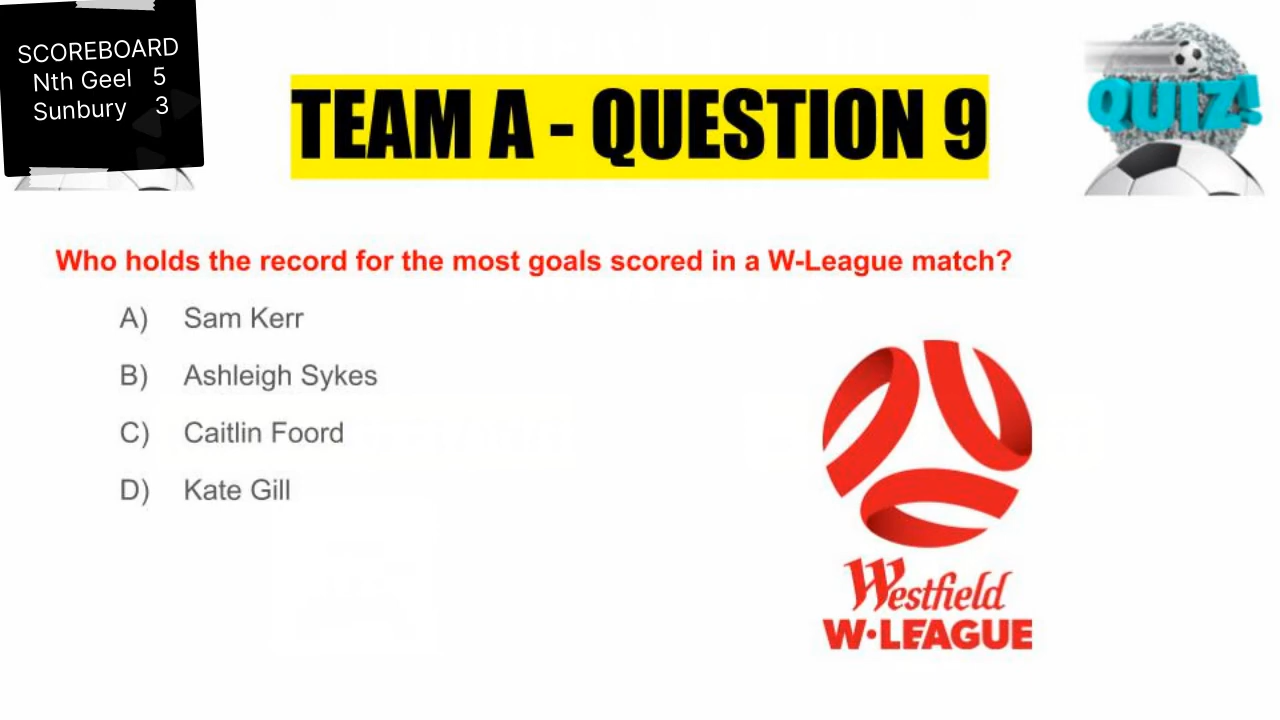 SCOREBOARD
Nth Geel 5
Sunbury 3
TEAM A - QUESTION 9
QUIZ!
Who holds the record for the most goals scored in a W-League match?
A) Sam Kerr
B) Ashleigh Sykes
C) Caitlin Foord
D) Kate Gill
Westfield
W•LEAGUE